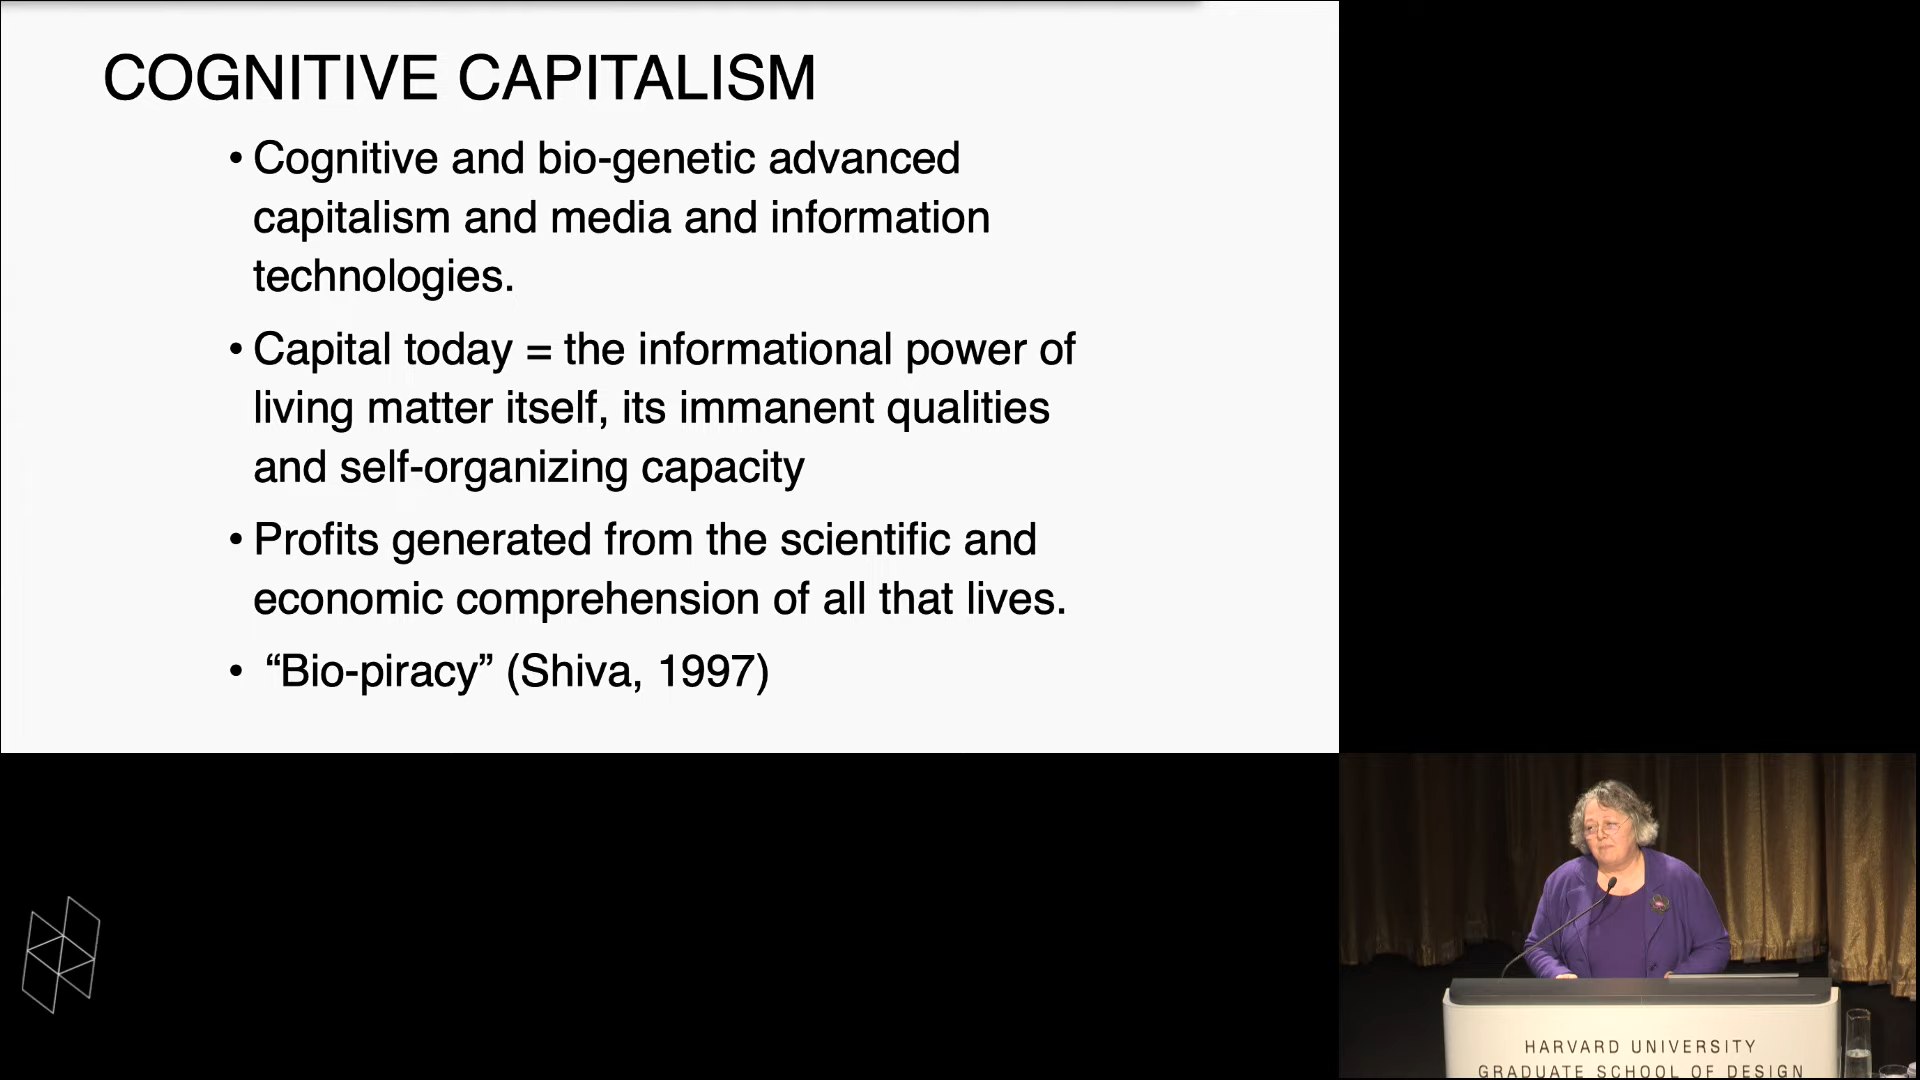 COGNITIVE CAPITALISM
• Cognitive and bio-genetic advanced
capitalism and media and information
technologies.
• Capital today = the informational power of
living matter itself, its immanent qualities
and self-organizing capacity
• Profits generated from the scientific and
economic comprehension of all that lives.
• “Bio-piracy” (Shiva, 1997)
HARVARD UNIVERSITY
GRADUATE SCHOOL OF DESIGN